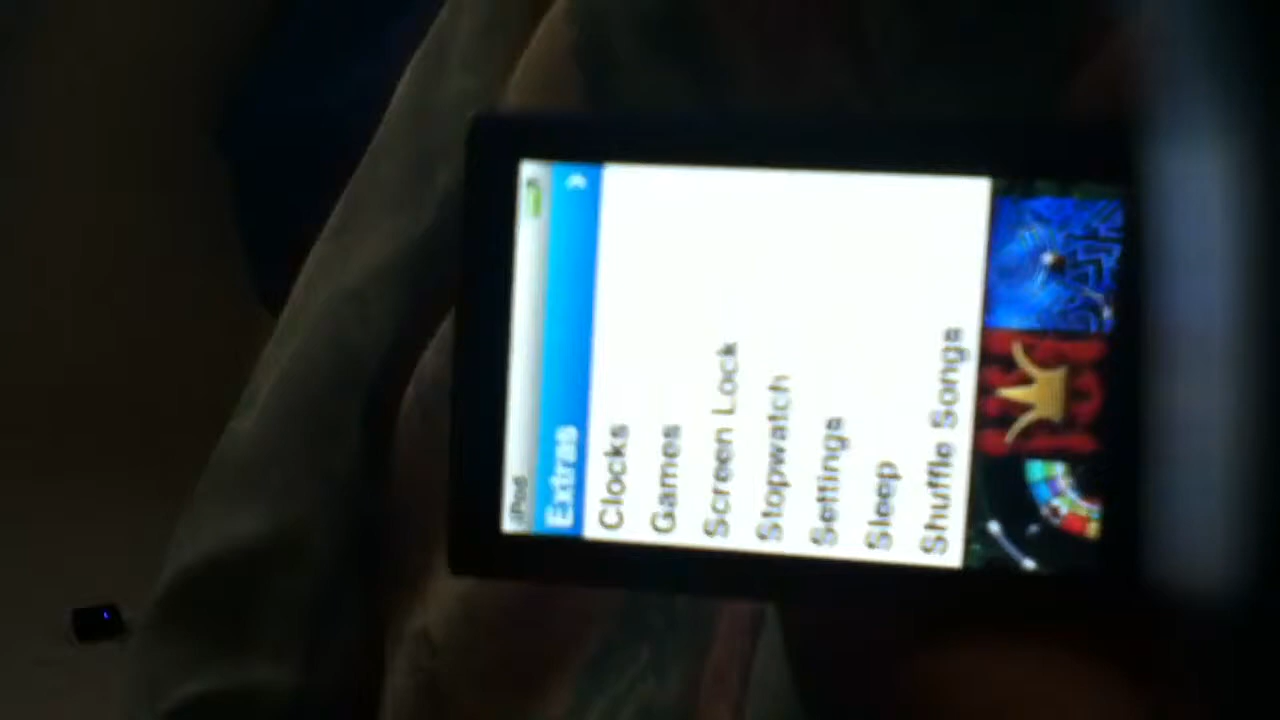 iPod
Extras
Clocks
Games
Screen Lock
Stopwatch
Settings
Sleep
Shuffle Songs